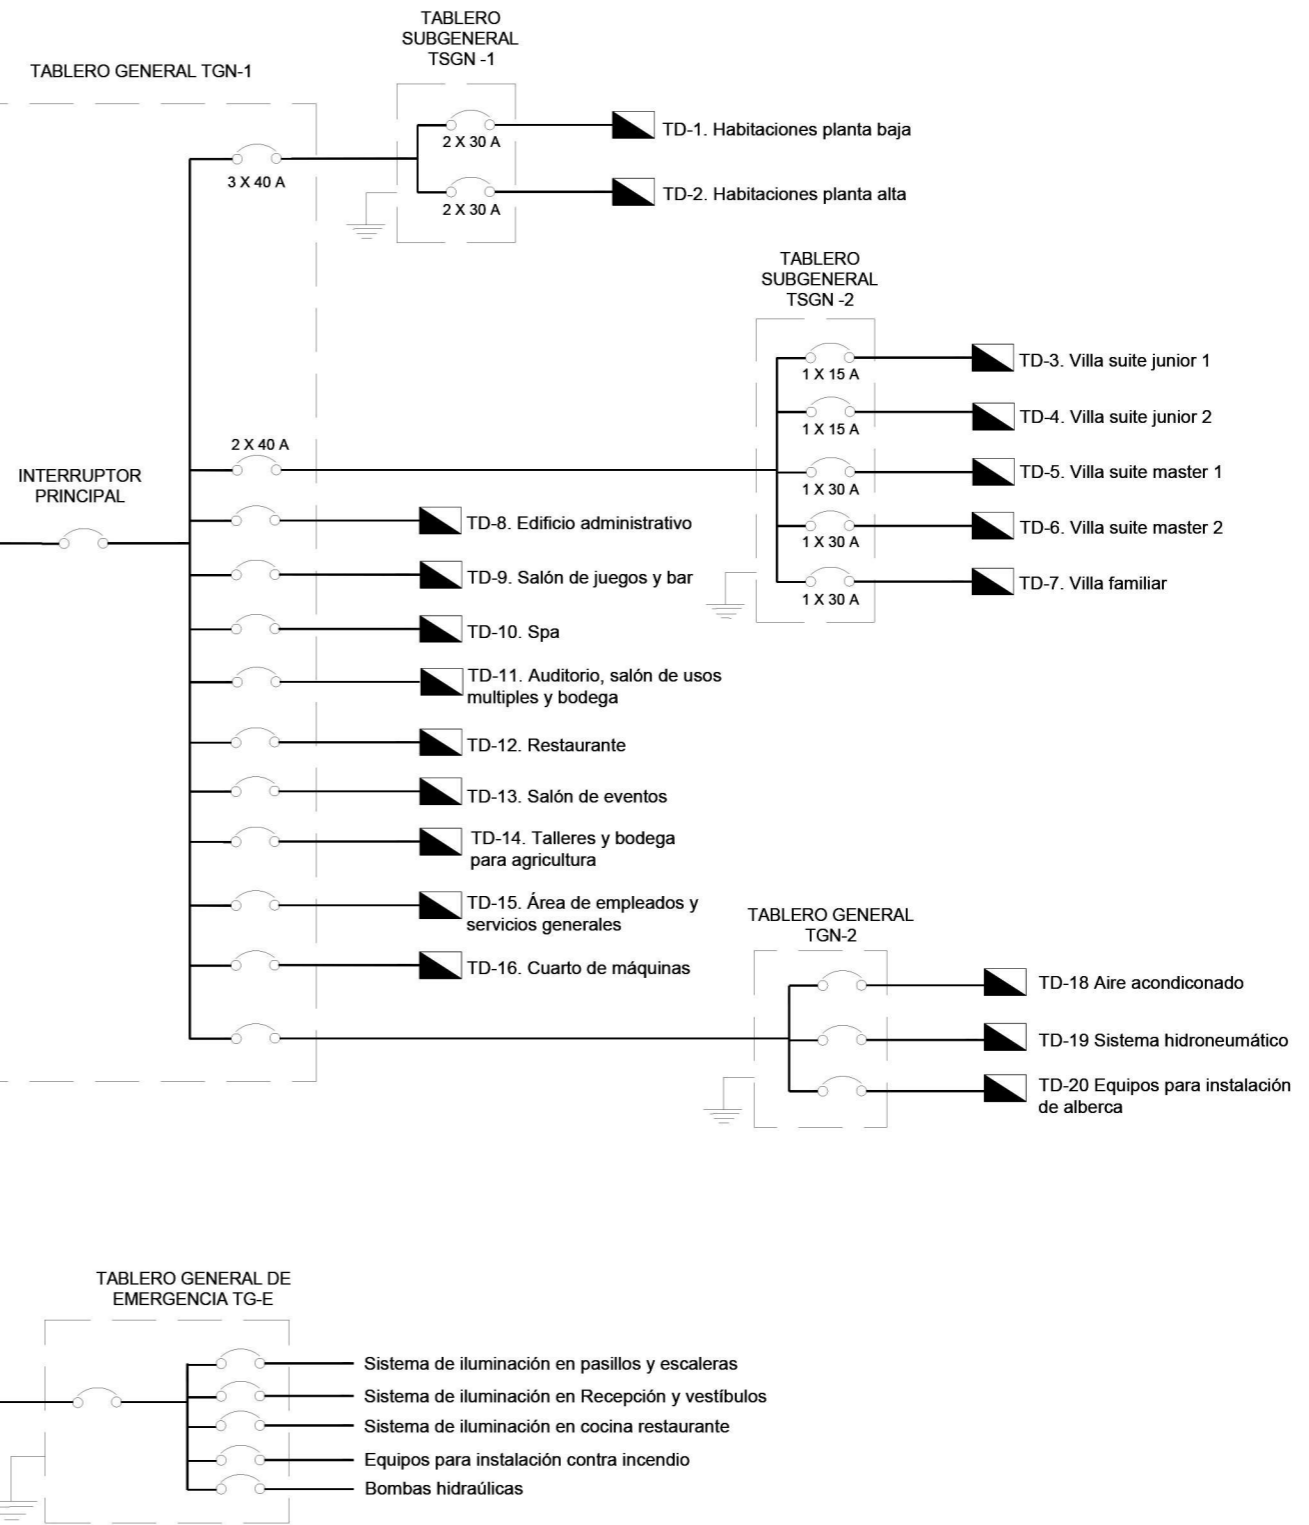 TABLERO GENERAL TGN-1
TABLERO
SUBGENERAL
TSGN -1
3 X 40 A
2 X 30 A
TD-1. Habitaciones planta baja
2 X 30 A
TD-2. Habitaciones planta alta
TABLERO
SUBGENERAL
TSGN -2
2 X 40 A
1 X 15 A
TD-3. Villa suite junior 1
1 X 15 A
TD-4. Villa suite junior 2
1 X 30 A
TD-5. Villa suite master 1
1 X 30 A
TD-6. Villa suite master 2
1 X 30 A
TD-7. Villa familiar
INTERRUPTOR
PRINCIPAL
TD-8. Edificio administrativo
TD-9. Salón de juegos y bar
TD-10. Spa
TD-11. Auditorio, salón de usos
multiples y bodega
TD-12. Restaurante
TD-13. Salón de eventos
TD-14. Talleres y bodega
para agricultura
TD-15. Área de empleados y
servicios generales
TD-16. Cuarto de máquinas
TABLERO GENERAL
TGN-2
TD-18 Aire acondiconado
TD-19 Sistema hidroneumático
TD-20 Equipos para instalación
de alberca
TABLERO GENERAL DE
EMERGENCIA TG-E
Sistema de iluminación en pasillos y escaleras
Sistema de iluminación en Recepción y vestíbulos
Sistema de iluminación en cocina restaurante
Equipos para instalación contra incendio
Bombas hidraúlicas